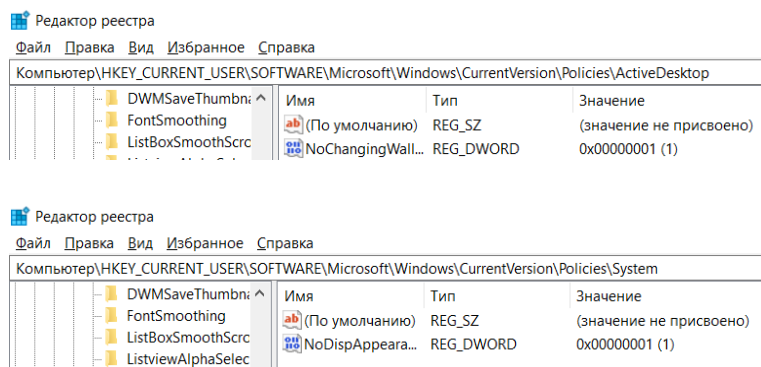 Редактор реестра
Файл Правка Вид Избранное Справка
Компьютер\HKEY_CURRENT_USER\SOFTWARE\Microsoft\Windows\CurrentVersion\Policies\ActiveDesktop
DWMSaveThumbna Имя Тип Значение
FontSmoothing (По умолчанию) REG_SZ (значение не присвоено)
ListBoxSmoothScro NoChangingWall... REG_DWORD 0x00000001 (1)
Редактор реестра
Файл Правка Вид Избранное Справка
Компьютер\HKEY_CURRENT_USER\SOFTWARE\Microsoft\Windows\CurrentVersion\Policies\System
DWMSaveThumbna Имя Тип Значение
FontSmoothing (По умолчанию) REG_SZ (значение не присвоено)
ListBoxSmoothScro NoDispAppeara... REG_DWORD 0x00000001 (1)
ListviewAlphaSelec